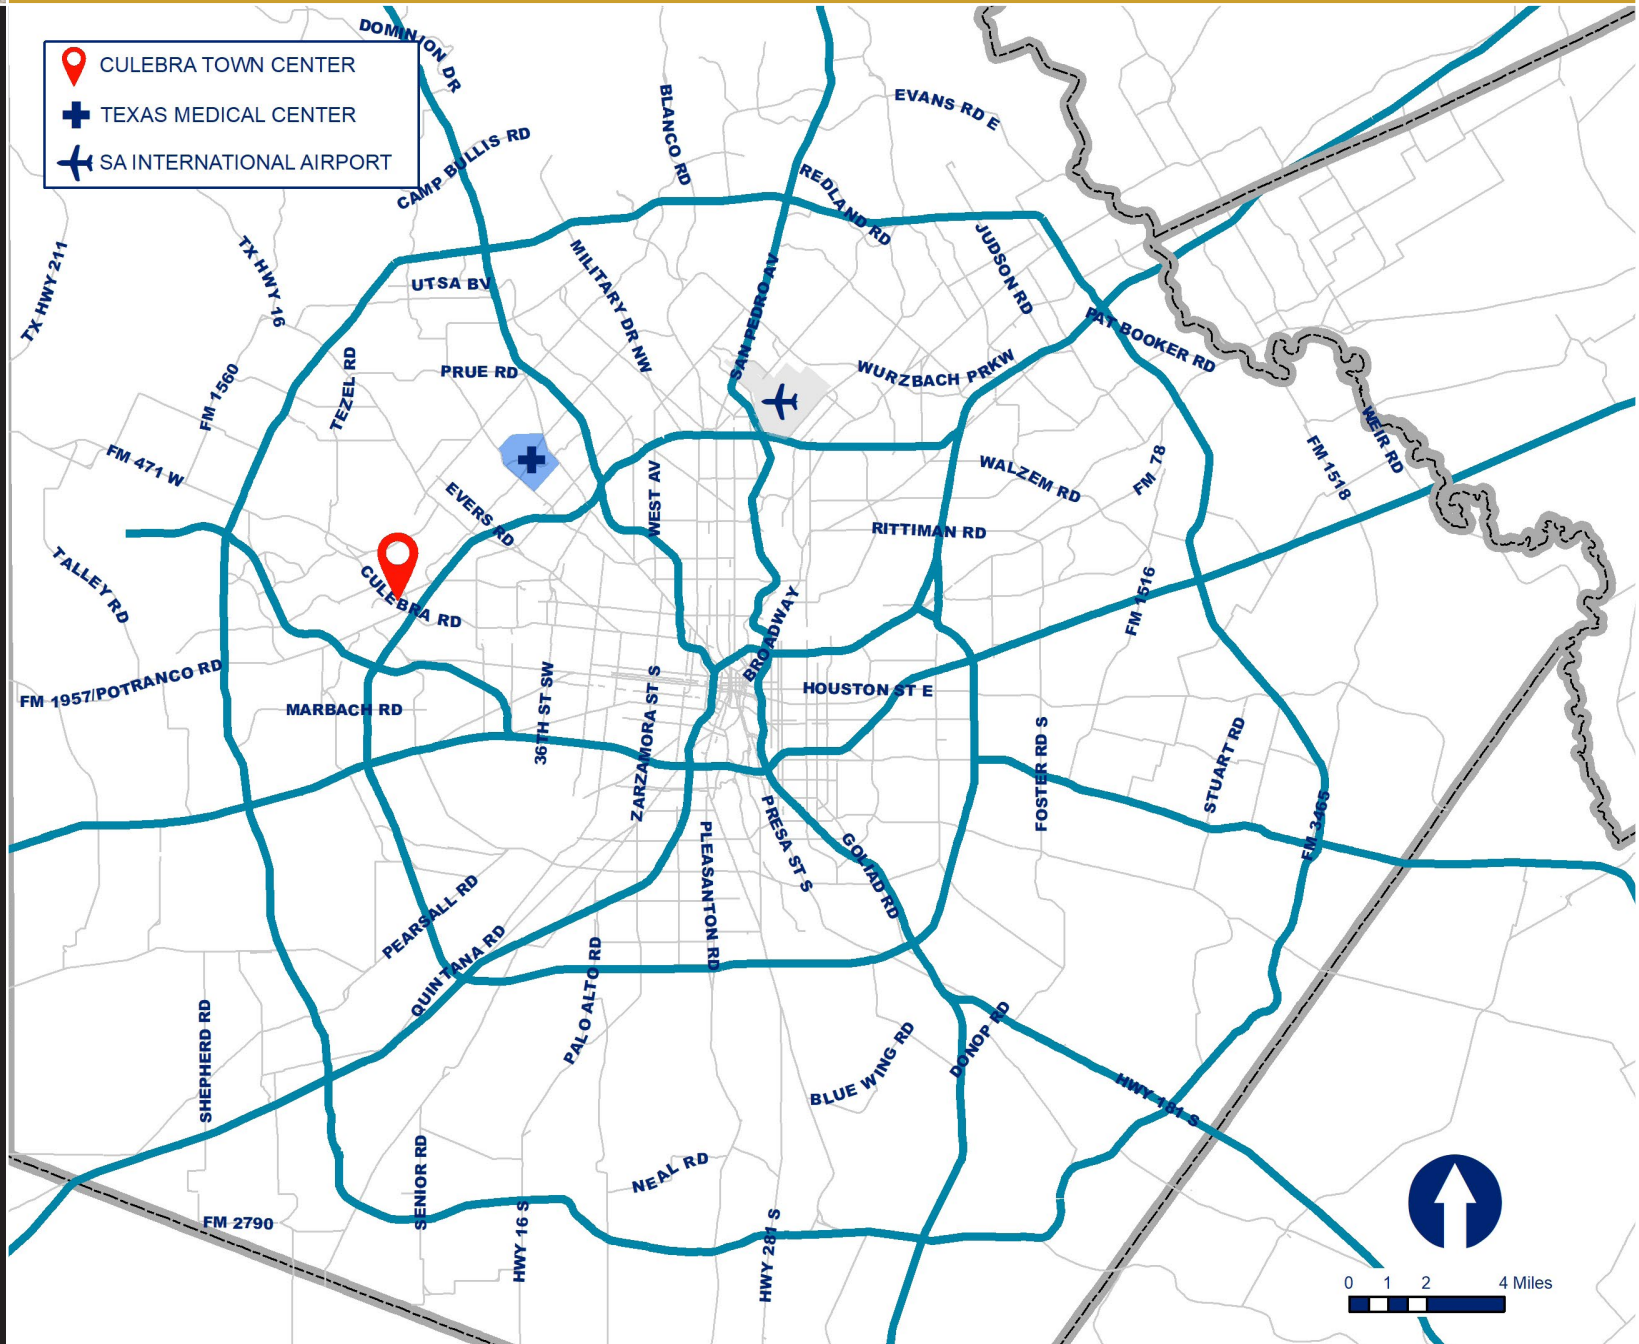 DOMINION DR
CULEBRA TOWN CENTER
TEXAS MEDICAL CENTER
SA INTERNATIONAL AIRPORT
CAMP BULLIS RD
BLANCO RD
EVANS RD E
REDLAND RD
JUDSON RD
TX HWY 211
TX HWY 16
UTSA BV
MILITARY DR NW
SAN PEDRO AV
PAT BOOKER RD
FM 1560
TEZEL RD
PRUE RD
WURZBACH PRKW
FM 471 W
EVERS RD
WEST AV
WALZEM RD
FM 78
FM 1518
WEIR RD
RITTIMAN RD
TALLEY RD
CULEBRA RD
BROADWAY
FM 1516
FM 1957/POTRANCO RD
MARBACH RD
36TH ST SW
ZARZAMORA ST S
HOUSTON ST E
FOSTER RD S
STUART RD
FM 3465
PRESA ST S
GOLIAD RD
PLEASANTON RD
PEARSALL RD
QUINTANA RD
PALO ALTO RD
SHEPHERD RD
BLUE WING RD
DONOP RD
HWY 181 S
SENIOR RD
NEAL RD
FM 2790
HWY 16 S
HWY 281 S
0 1 2 4 Miles